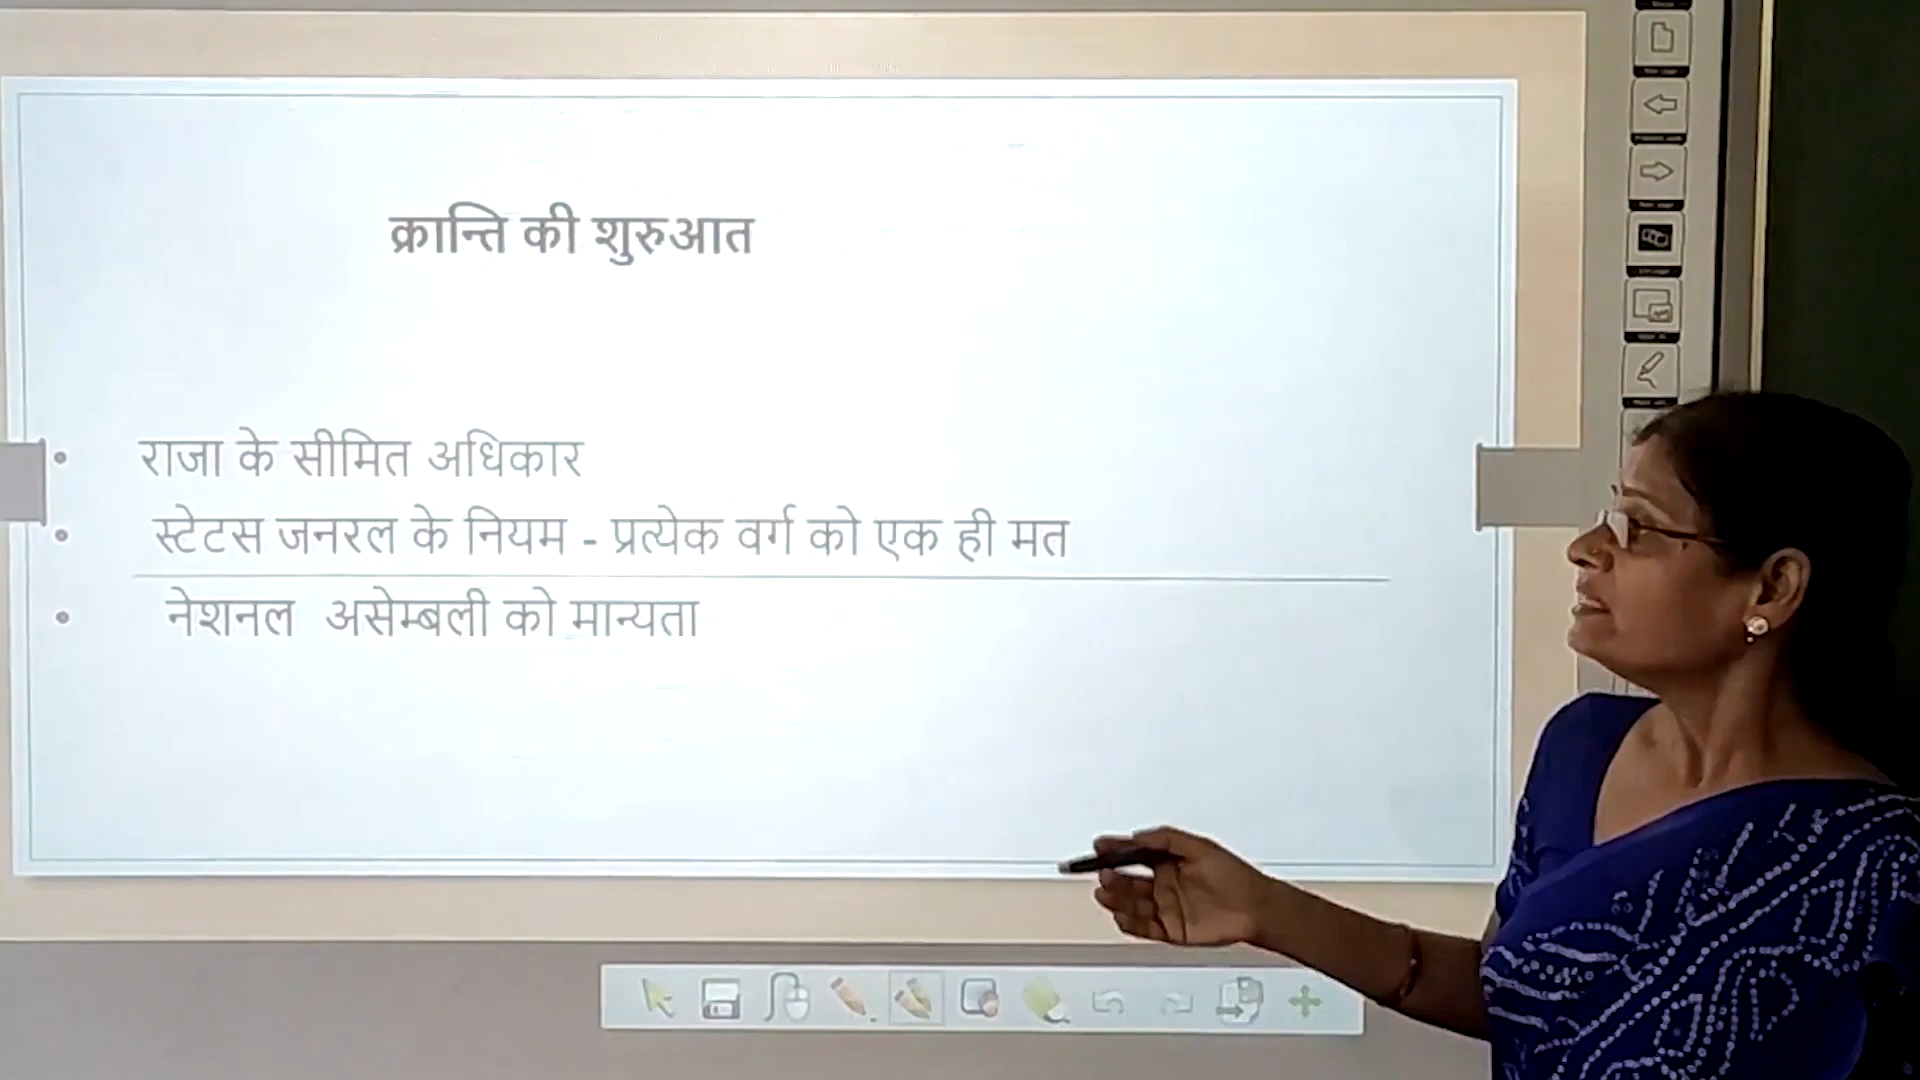 क्रान्ति की शुरुआत
• राजा के सीमित अधिकार
• स्टेटस जनरल के नियम - प्रत्येक वर्ग को एक ही मत
• नेशनल असेम्बली को मान्यता